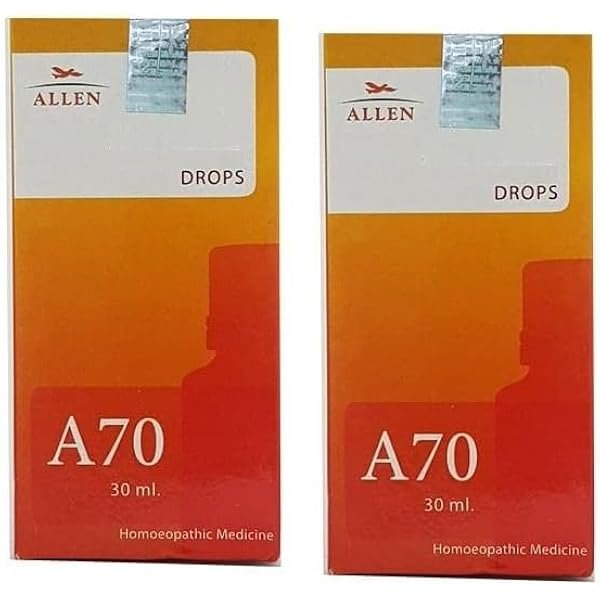 ALLEN
DROPS
A70
30 ml.
Homoeopathic Medicine
ALLEN
DROPS
A70
30 ml.
Homoeopathic Medicine